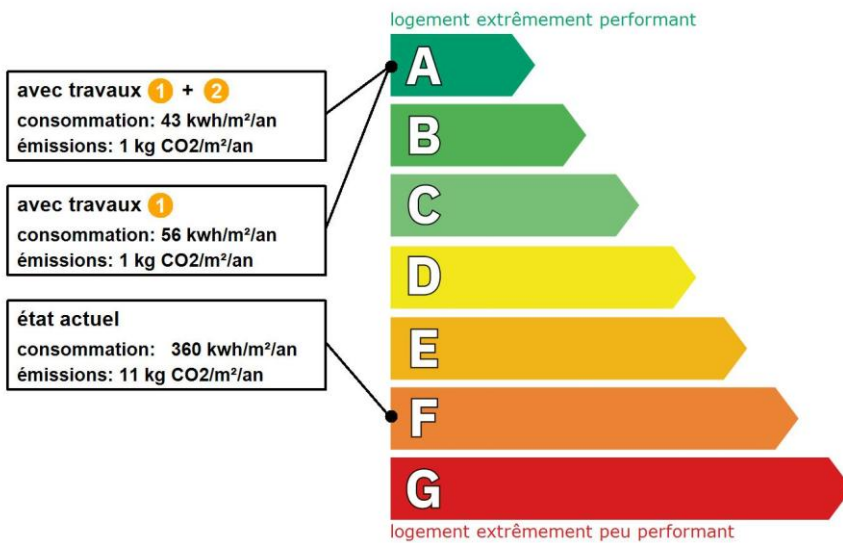 logement extrêmement performant
avec travaux 1 + 2
consommation: 43 kwh/m²/an
émissions: 1 kg CO2/m²/an
avec travaux 1
consommation: 56 kwh/m²/an
émissions: 1 kg CO2/m²/an
état actuel
consommation: 360 kwh/m²/an
émissions: 11 kg CO2/m²/an
A
B
C
D
E
F
G
logement extrêmement peu performant